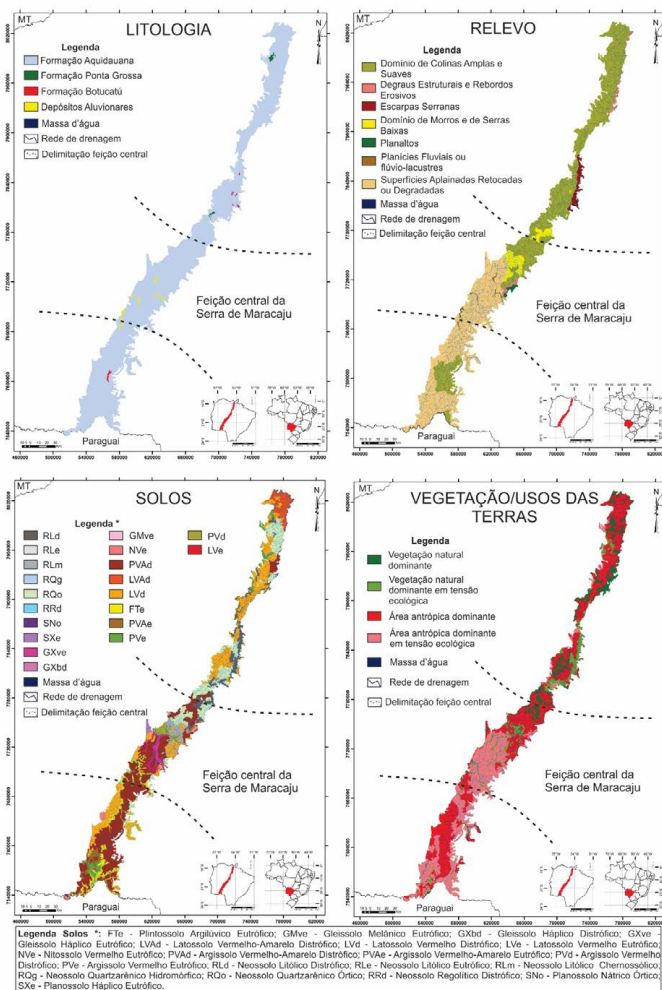 MT
LITOLOGIA
N
Legenda
Formação Aquidauana
Formação Ponta Grossa
Formação Botucatú
Depósitos Aluvionares
Massa d'água
Rede de drenagem
Delimitação feição central
Feição central da
Serra de Maracaju
Paraguai
MT
RELEVO
N
Legenda
Domínio de Colinas Amplas e
Suaves
Degraus Estruturais e Rebordos
Erosivos
Escarpas Serranas
Domínio de Morros e de Serras
Baixas
Planaltos
Planícies Fluviais ou
flúvio-lacustres
Superfícies Aplainadas Retocadas
ou Degradadas
Massa d'água
Rede de drenagem
Delimitação feição central
Feição central da
Serra de Maracaju
Paraguai
MT
SOLOS
N
Legenda *
RLd
RLe
RLm
RQg
RQo
RRd
SNo
SXe
GXve
GXbd
Massa d'água
Rede de drenagem
Delimitação feição central
GMve
NVe
PVAd
LVAd
LVd
FTe
PVAe
PVe
PVd
LVe
Feição central da
Serra de Maracaju
Paraguai
MT
VEGETAÇÃO/USOS DAS
TERRAS
N
Legenda
Vegetação natural
dominante
Vegetação natural
dominante em tensão
ecológica
Área antrópica dominante
Área antrópica dominante
em tensão ecológica
Massa d'água
Rede de drenagem
Delimitação feição central
Feição central da
Serra de Maracaju
Paraguai
Legenda Solos *: FTe - Plintossolo Argilúvico Eutrófico; GMve - Gleissolo Melânico Eutrófico; GXbd - Gleissolo Háplico Distrófico; GXve -
Gleissolo Háplico Eutrófico; LVAd - Latossolo Vermelho-Amarelo Distrófico; LVd - Latossolo Vermelho Distrófico; LVe - Latossolo Vermelho Eutrófico;
NVe - Nitossolo Vermelho Eutrófico; PVAd - Argissolo Vermelho-Amarelo Distrófico; PVAe - Argissolo Vermelho-Amarelo Eutrófico; PVd - Argissolo Vermelho
Distrófico; PVe - Argissolo Vermelho Eutrófico; RLd - Neossolo Litólico Distrófico; RLe - Neossolo Litólico Eutrófico; RLm - Neossolo Litólico Chernossólico;
RQg - Neossolo Quartzarênico Hidromórfico; RQo - Neossolo Quartzarênico Órtico; RRd - Neossolo Regolítico Distrófico; SNo - Planossolo Nátrico Órtico;
SXe - Planossolo Háplico Eutrófico.